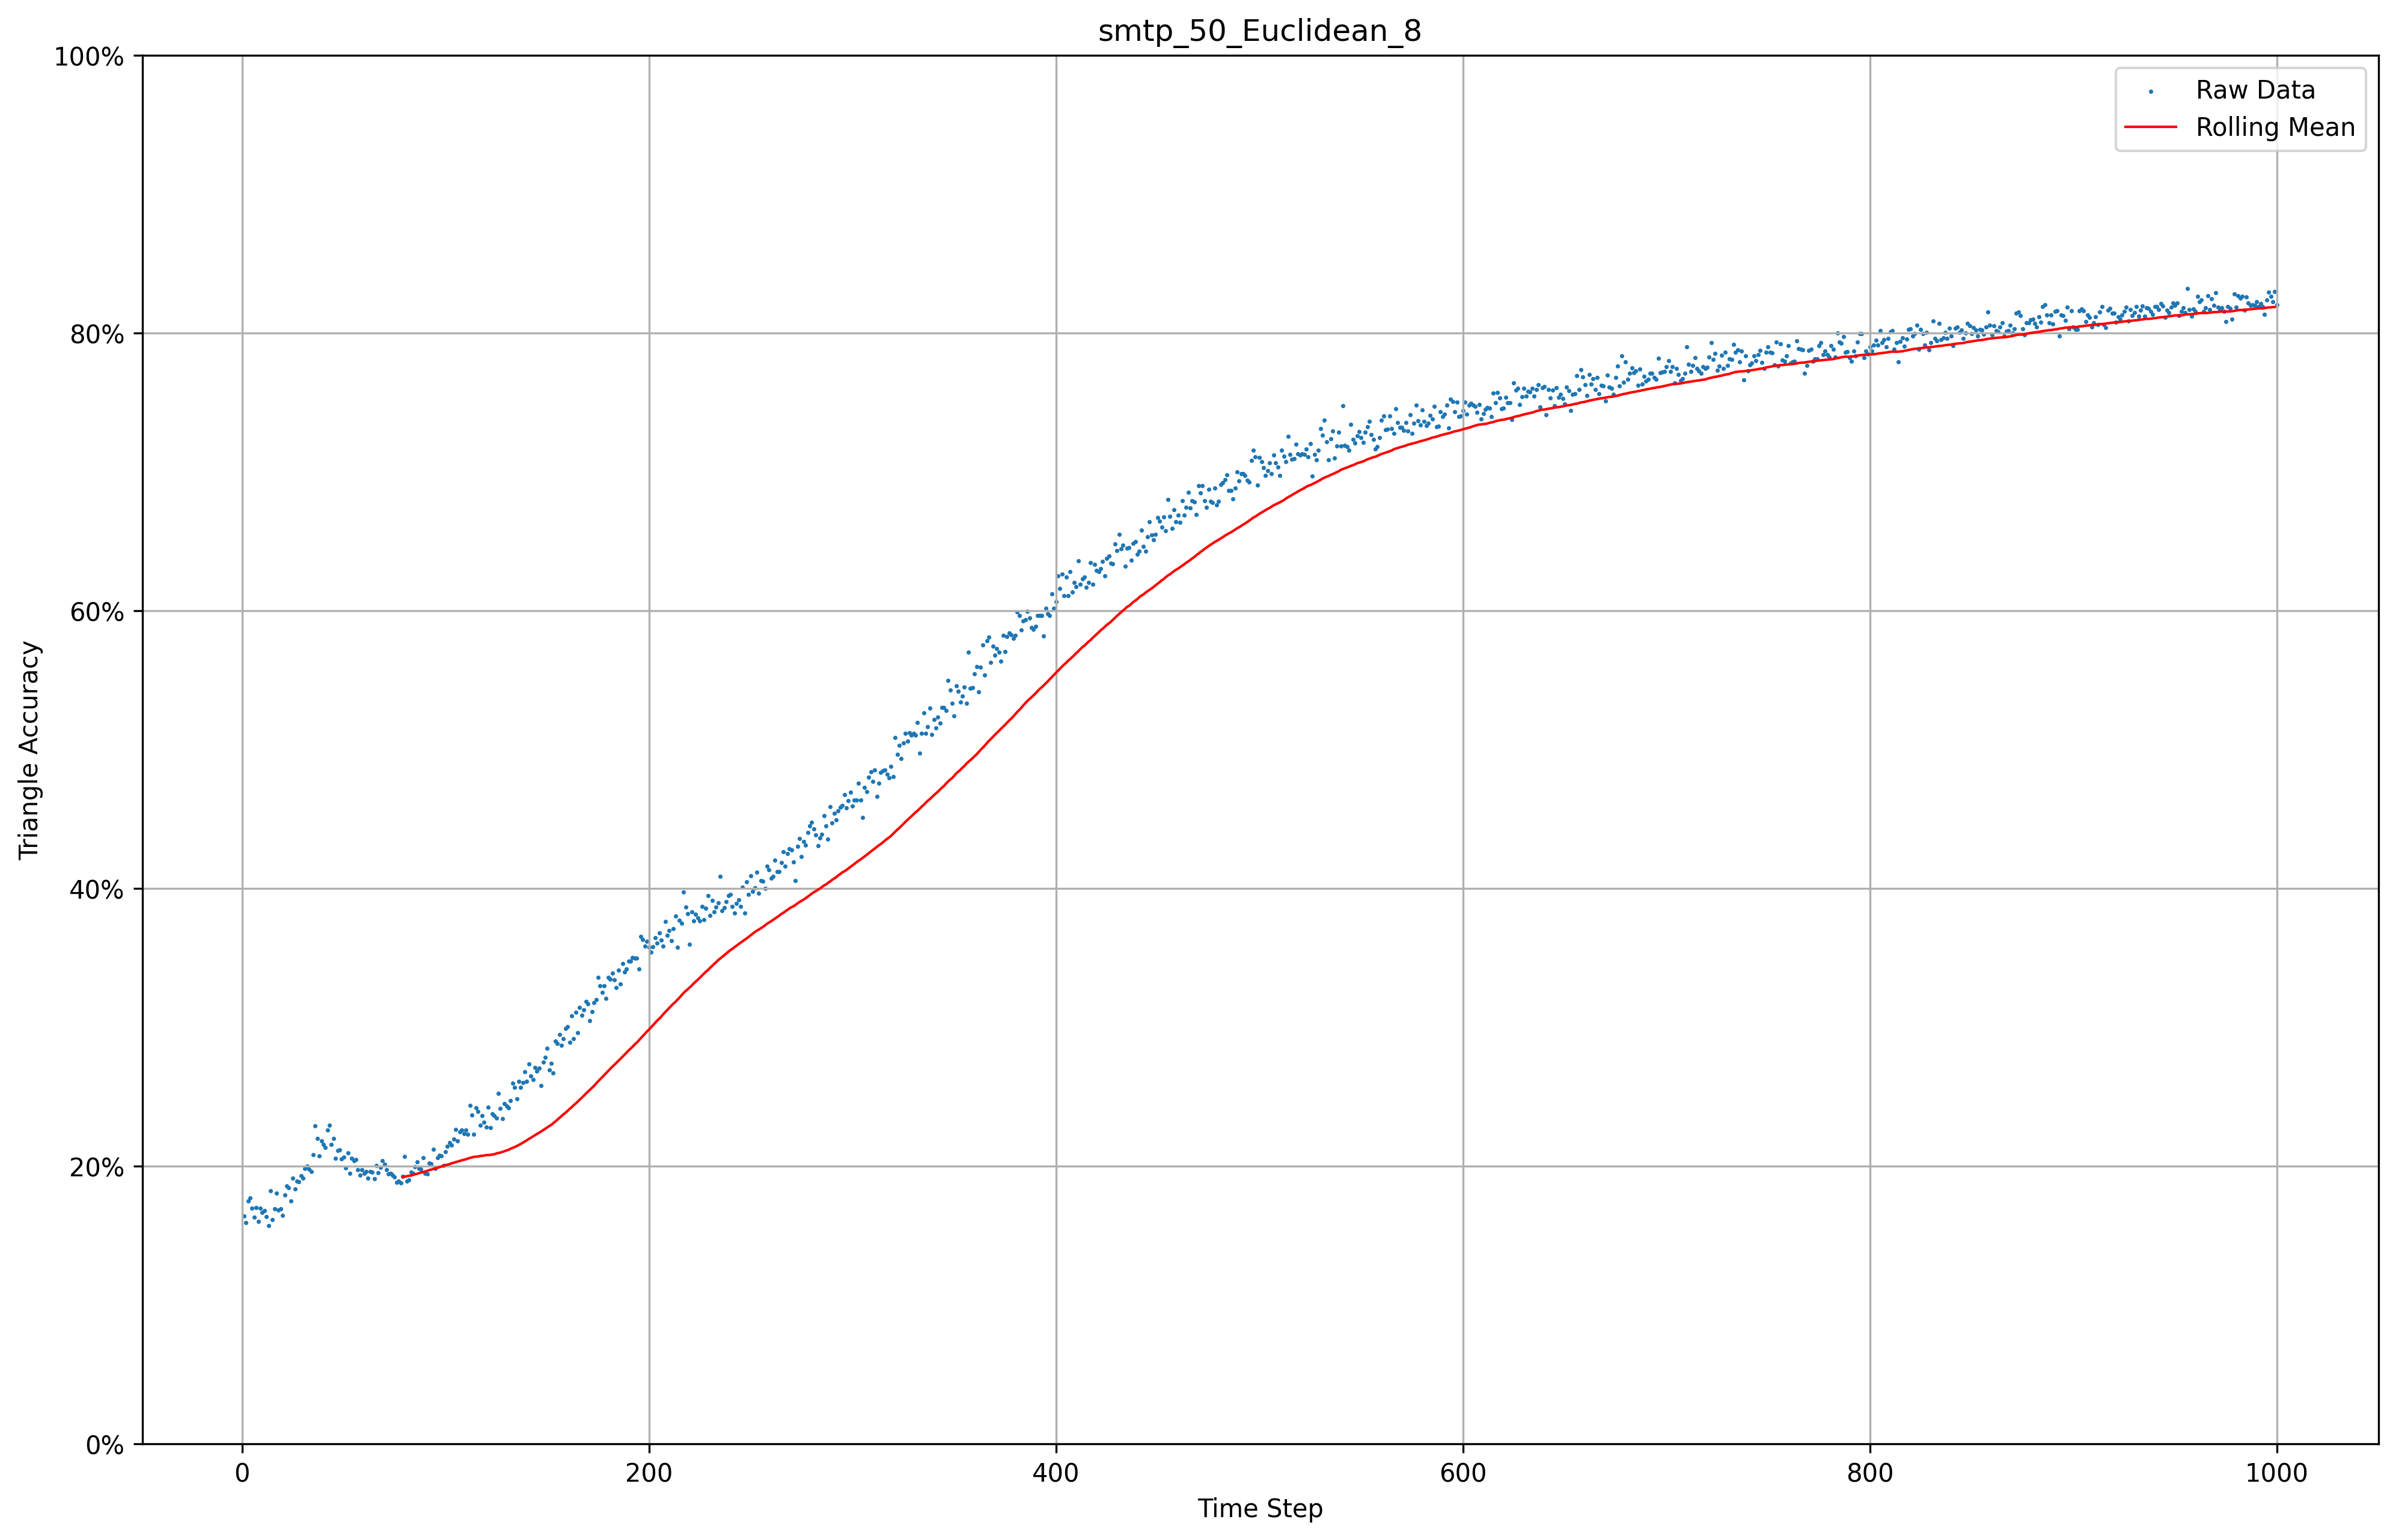 smtp_50_Euclidean_8
100%
80%
60%
40%
20%
0%
Triangle Accuracy
Raw Data
Rolling Mean
0
200
400
600
800
1000
Time Step